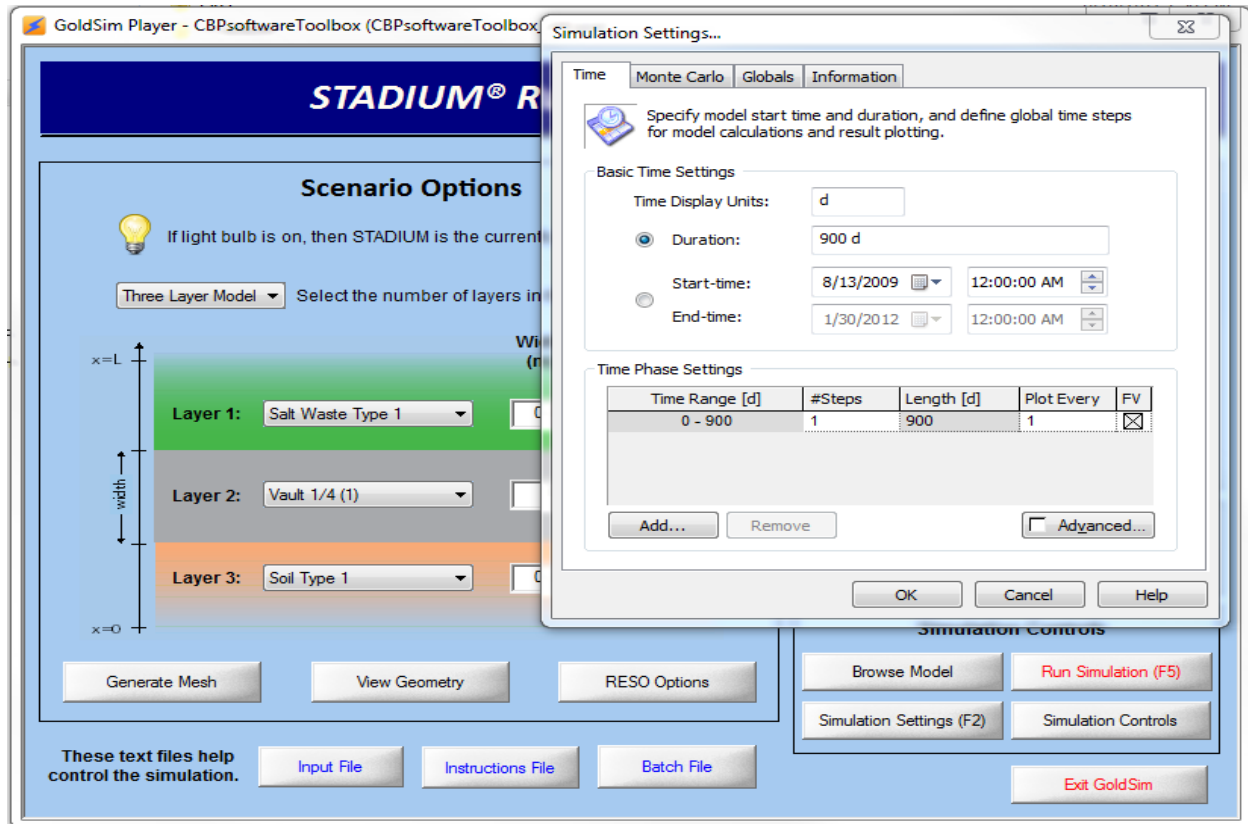 GoldSim Player - CBPsoftwareToolbox (CBPsoftwareToolbox_
STADIUM® R
Scenario Options
If light bulb is on, then STADIUM is the current
Three Layer Model
Select the number of layers in
x=L
Layer 1:
Salt Waste Type 1
width
Layer 2:
Vault 1/4 (1)
Layer 3:
Soil Type 1
x=0
Generate Mesh
View Geometry
RESO Options
These text files help
control the simulation.
Input File
Instructions File
Batch File
Simulation Settings...
Time
Monte Carlo
Globals
Information
Specify model start time and duration, and define global time steps
for model calculations and result plotting.
Basic Time Settings
Time Display Units:
d
Duration:
900 d
Start-time:
8/13/2009
12:00:00 AM
End-time:
1/30/2012
12:00:00 AM
Time Phase Settings
Time Range [d] #Steps Length [d] Plot Every FV
0 - 900 1 900 1
Add...
Remove
Advanced...
OK
Cancel
Help
Simulation Controls
Browse Model
Run Simulation (F5)
Simulation Settings (F2)
Simulation Controls
Exit GoldSim